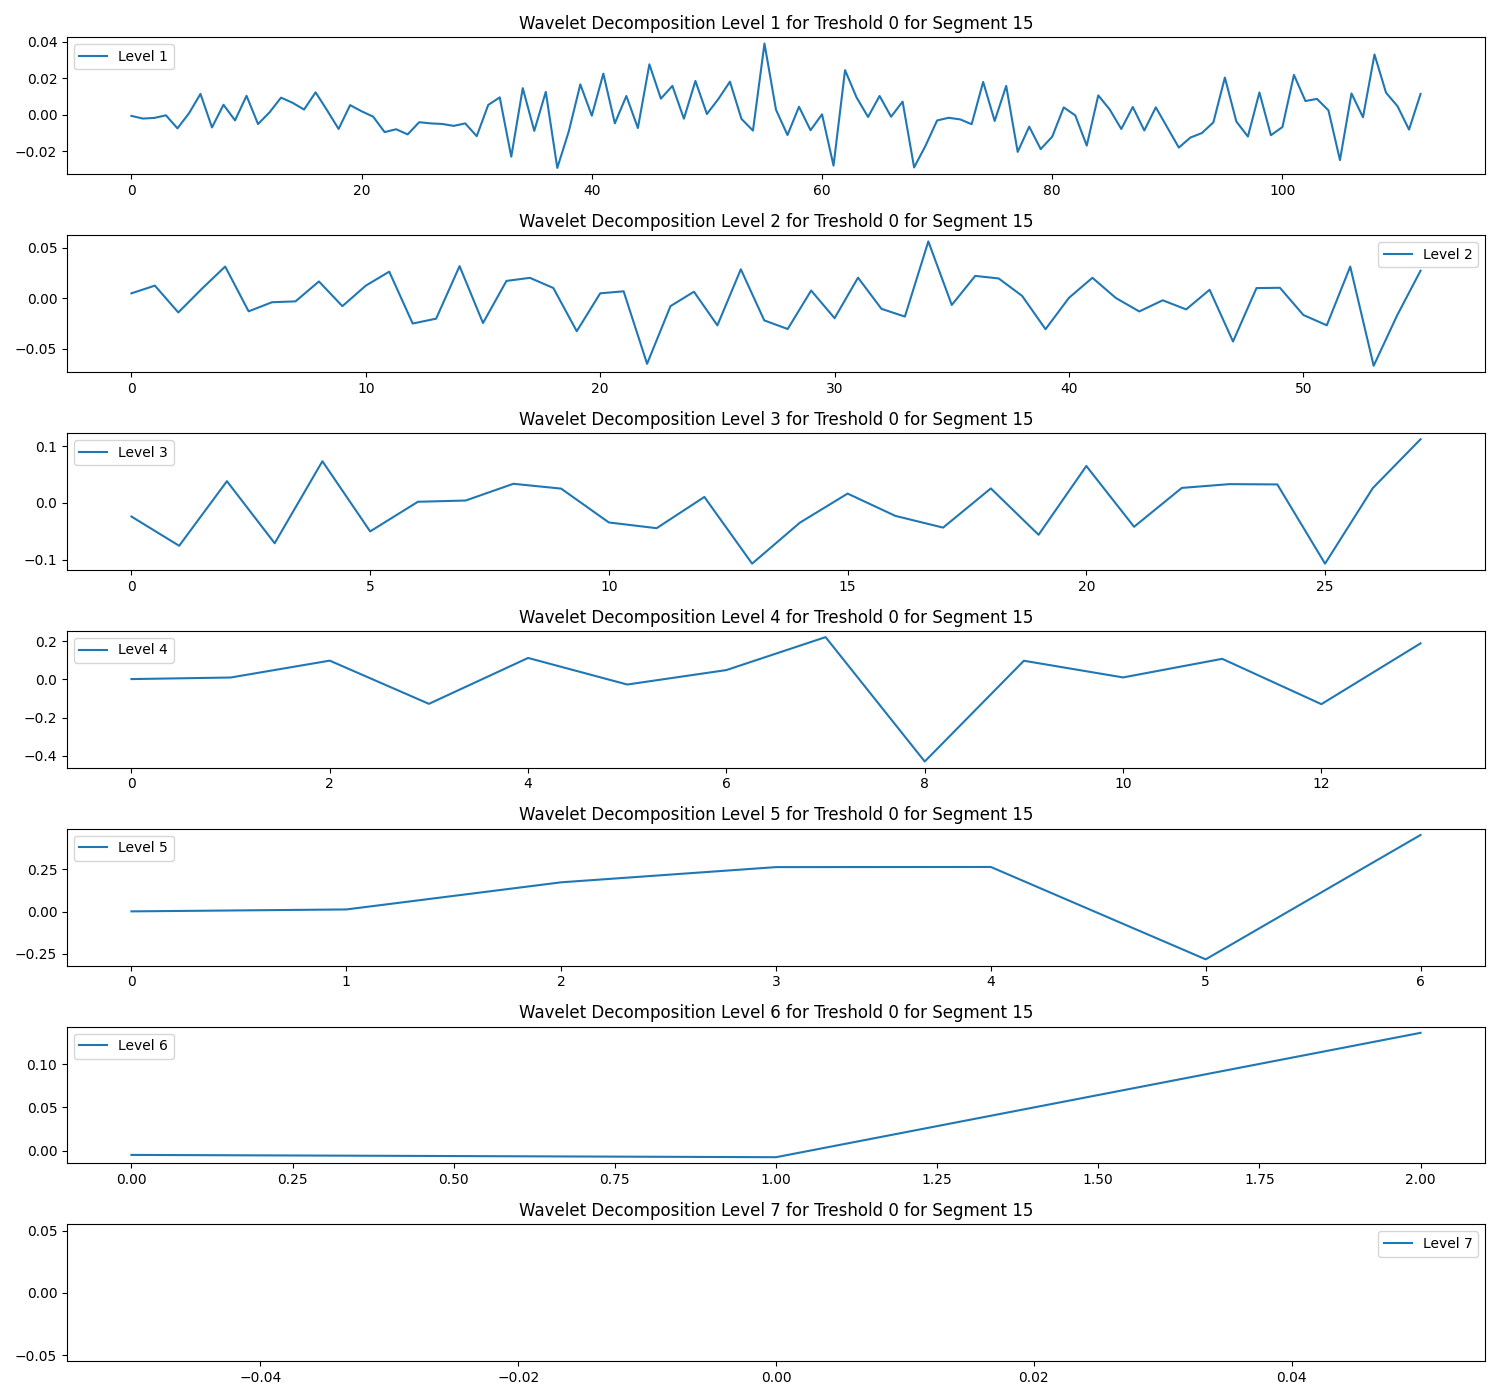 Wavelet Decomposition Level 1 for Treshold 0 for Segment 15
0.04
0.02
0.00
−0.02
Level 1
0 20 40 60 80 100
Wavelet Decomposition Level 2 for Treshold 0 for Segment 15
0.05
0.00
−0.05
Level 2
0 10 20 30 40 50
Wavelet Decomposition Level 3 for Treshold 0 for Segment 15
0.1
0.0
−0.1
Level 3
0 5 10 15 20 25
Wavelet Decomposition Level 4 for Treshold 0 for Segment 15
0.2
0.0
−0.2
−0.4
Level 4
0 2 4 6 8 10 12
Wavelet Decomposition Level 5 for Treshold 0 for Segment 15
0.25
0.00
−0.25
Level 5
0 1 2 3 4 5 6
Wavelet Decomposition Level 6 for Treshold 0 for Segment 15
0.10
0.05
0.00
Level 6
0.00 0.25 0.50 0.75 1.00 1.25 1.50 1.75 2.00
Wavelet Decomposition Level 7 for Treshold 0 for Segment 15
0.05
0.00
−0.05
Level 7
−0.04 −0.02 0.00 0.02 0.04